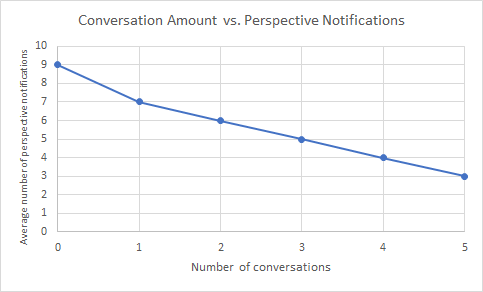 Conversation Amount vs. Perspective Notifications
Average number of perspective notifications
10
9
8
7
6
5
4
3
2
1
0
0 1 2 3 4 5
Number of conversations